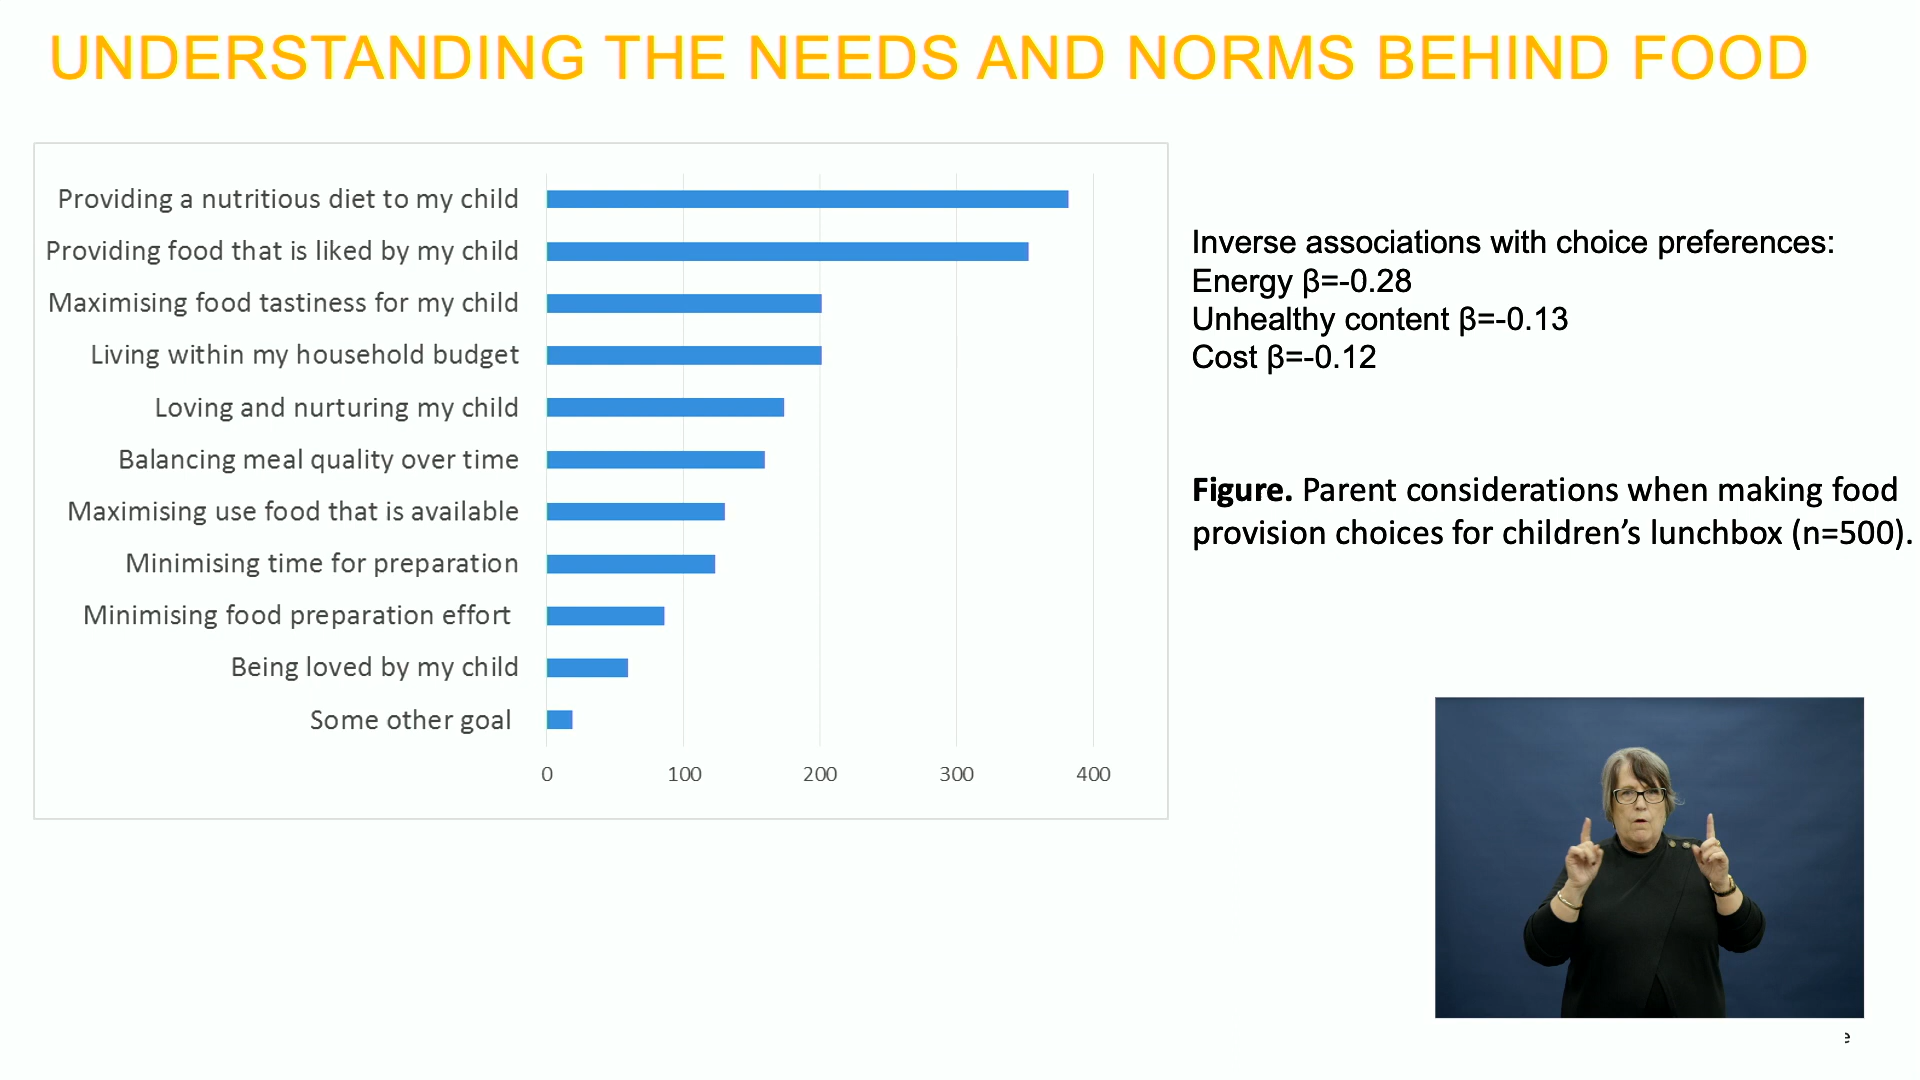 UNDERSTANDING THE NEEDS AND NORMS BEHIND FOOD
Providing a nutritious diet to my child
Providing food that is liked by my child
Maximising food tastiness for my child
Living within my household budget
Loving and nurturing my child
Balancing meal quality over time
Maximising use food that is available
Minimising time for preparation
Minimising food preparation effort
Being loved by my child
Some other goal
0 100 200 300 400
Inverse associations with choice preferences:
Energy β=-0.28
Unhealthy content β=-0.13
Cost β=-0.12
Figure. Parent considerations when making food
provision choices for children’s lunchbox (n=500).